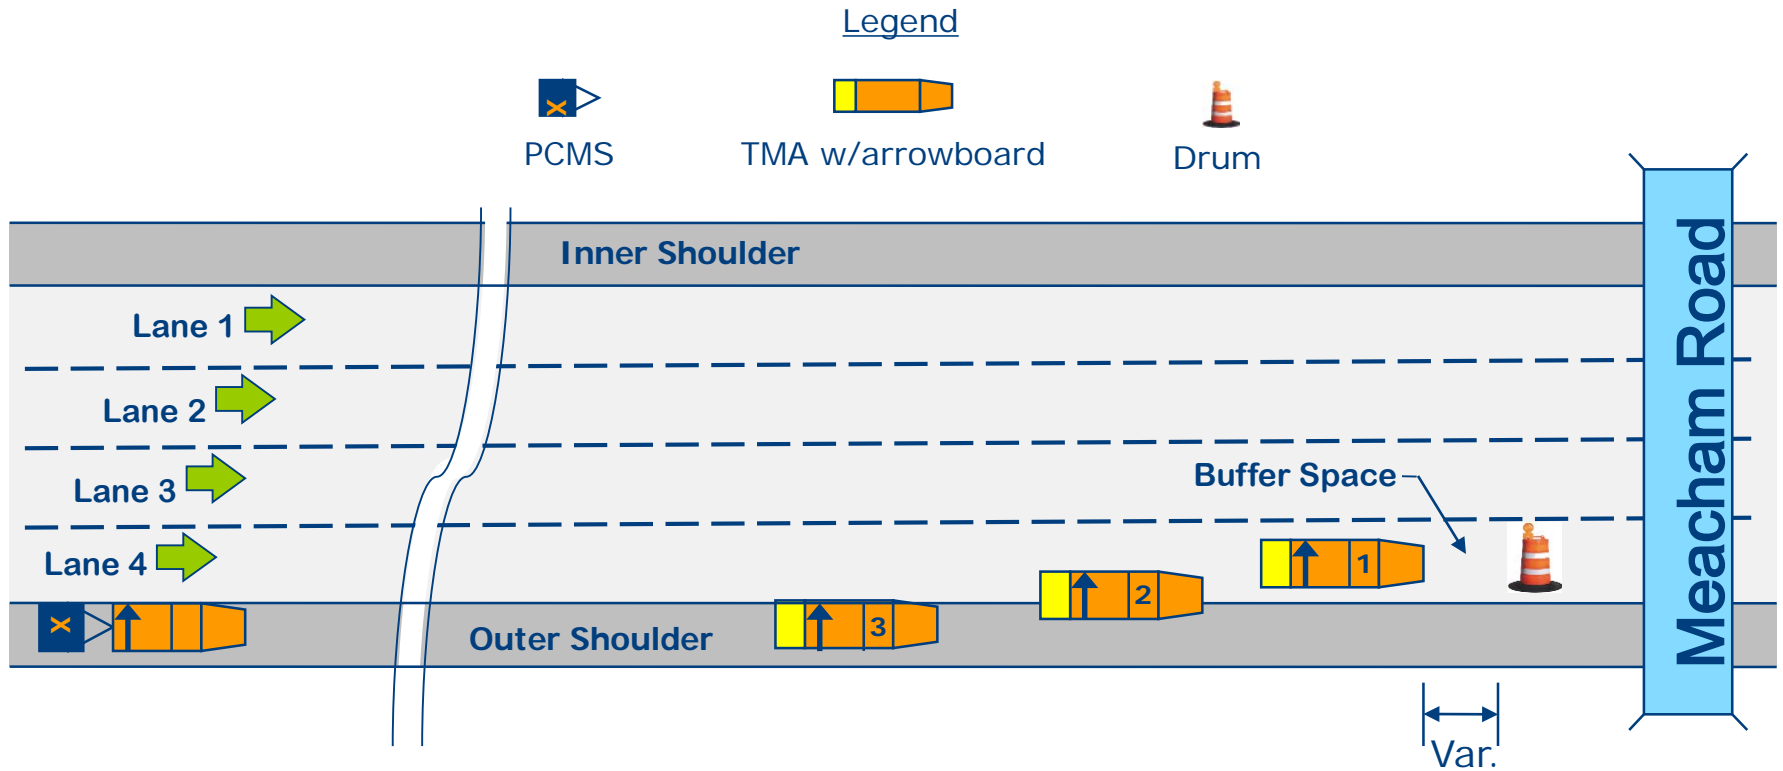 Legend
X
PCMS
TMA w/arrowboard
Drum
Inner Shoulder
Lane 1
Lane 2
Lane 3
Lane 4
Buffer Space
1
2
3
X
Outer Shoulder
Meacham Road
Var.